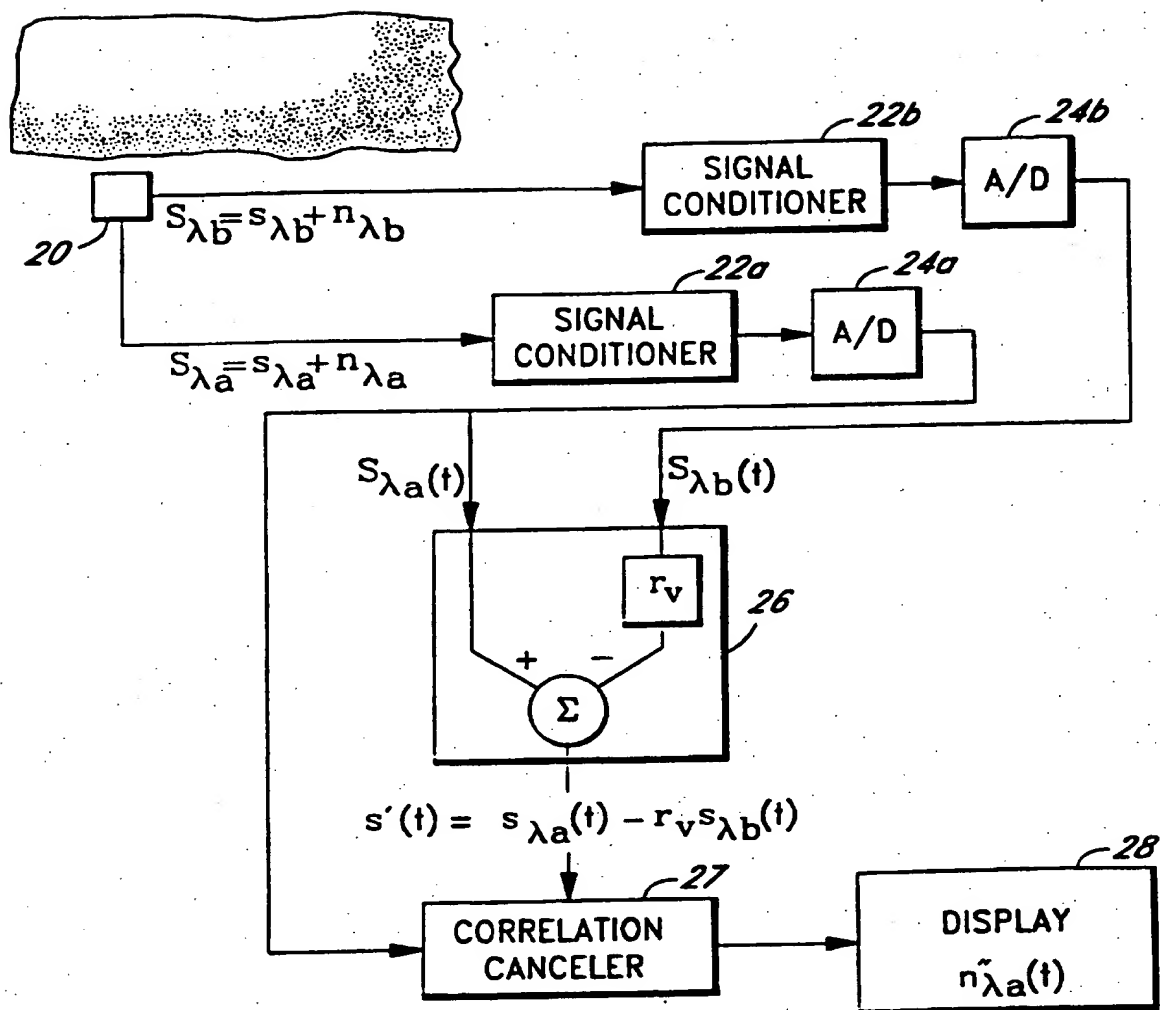 22b
24b
SIGNAL
CONDITIONER
A/D
20
Sλb=sλb+nλb
22a
24a
SIGNAL
CONDITIONER
A/D
Sλa=sλa+nλa
Sλa(t)
Sλb(t)
rv
26
+
−
Σ
s′(t) = sλa(t) − rvsλb(t)
27
28
CORRELATION
CANCELER
DISPLAY
n″λa(t)